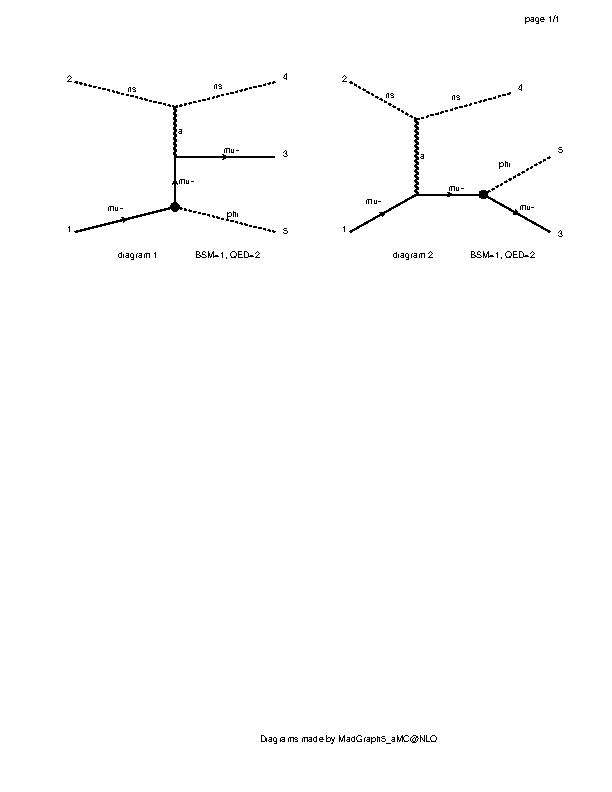 page 1/1
2 ns ns 4
a
mu- 3
mu-
mu- phi
1 5
diagram 1 BSM=1, QED=2
2 ns ns 4
a phi 5
mu- mu- mu-
1 3
diagram 2 BSM=1, QED=2
Diagrams made by MadGraph5_aMC@NLO